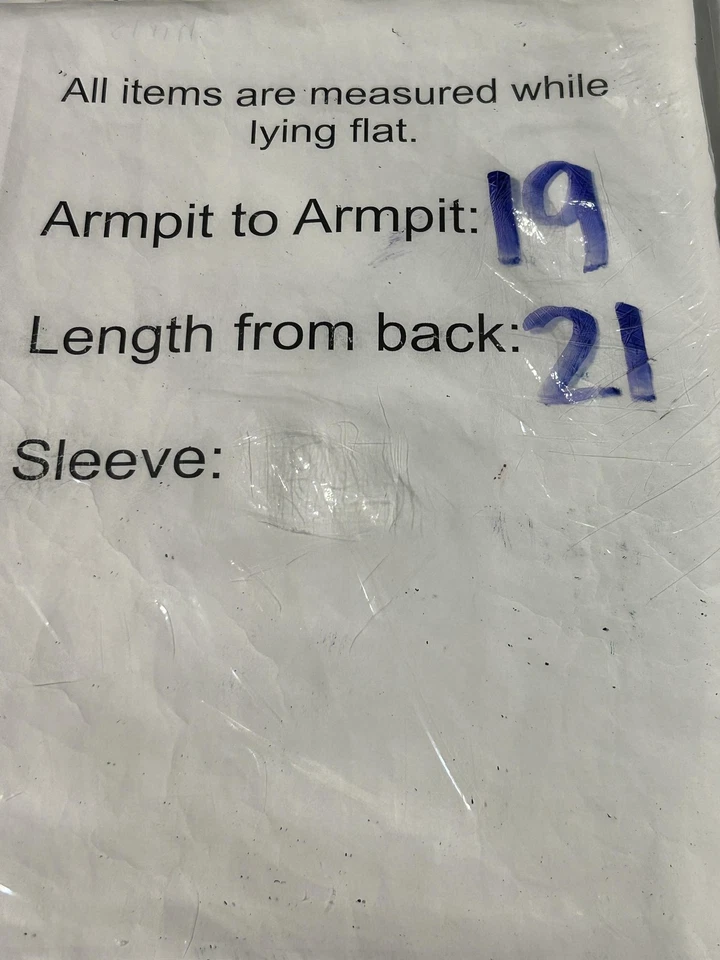 All items are measured while
lying flat.
Armpit to Armpit: 19
Length from back: 21
Sleeve: